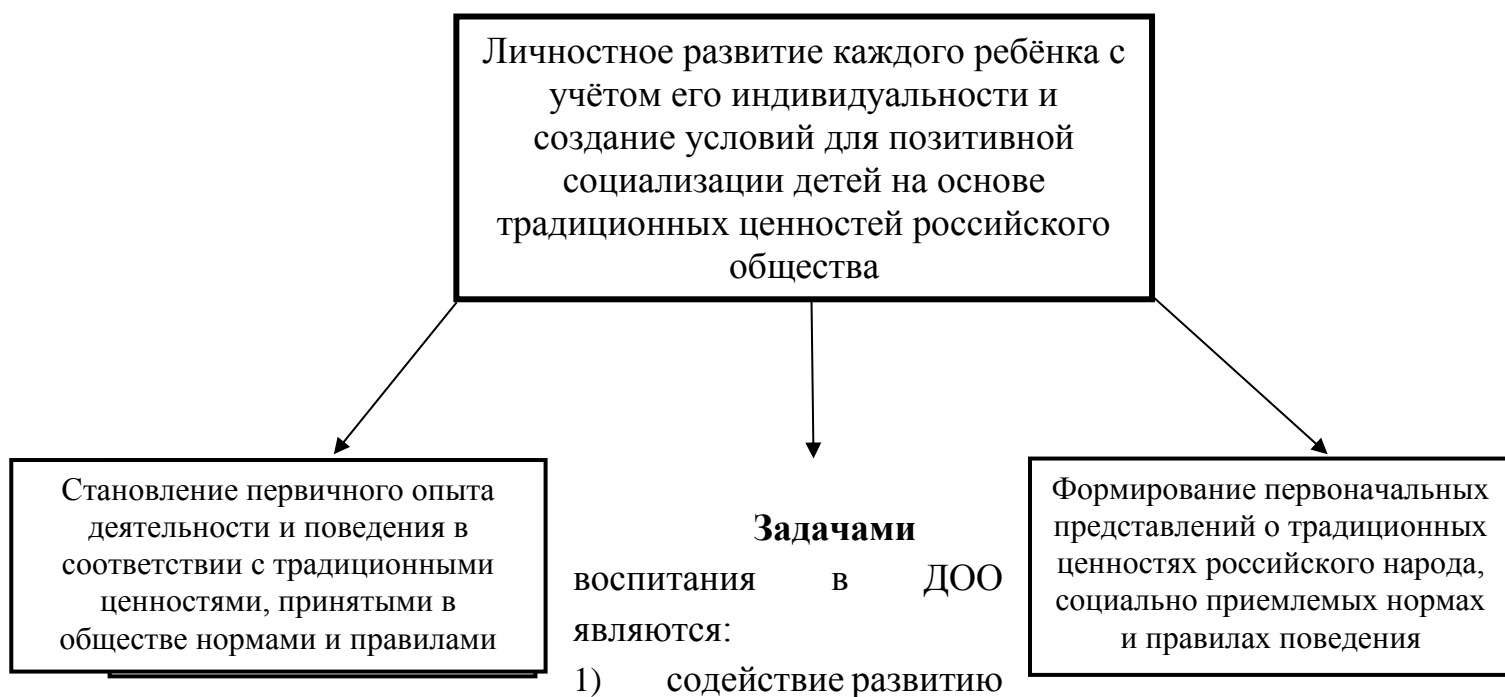 Личностное развитие каждого ребёнка с
учётом его индивидуальности и
создание условий для позитивной
социализации детей на основе
традиционных ценностей российского
общества
Становление первичного опыта
деятельности и поведения в
соответствии с традиционными
ценностями, принятыми в
обществе нормами и правилами
Задачами
воспитания в ДОО
являются:
1) содействие развитию
Формирование первоначальных
представлений о традиционных
ценностях российского народа,
социально приемлемых нормах
и правилах поведения